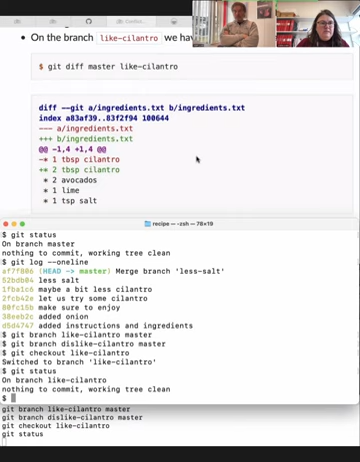 • On the branch like-cilantro we hav
$ git diff master like-cilantro
diff --git a/ingredients.txt b/ingredients.txt
index a83af39..83f2f94 100644
--- a/ingredients.txt
+++ b/ingredients.txt
@@ -1,4 +1,4 @@
-* 1 tbsp cilantro
+* 2 tbsp cilantro
* 2 avocados
* 1 lime
* 1 tsp salt
recipe — -zsh — 76×19
$ git status
On branch master
nothing to commit, working tree clean
$ git log --oneline
af7f806 (HEAD -> master) Merge branch 'less-salt'
52bdb04 less salt
1fba1c6 maybe a bit less cilantro
2fcb42e let us try some cilantro
80fc15b make sure to enjoy
38eeb2c added onion
d5d4747 added instructions and ingredients
$ git branch like-cilantro master
$ git branch dislike-cilantro master
$ git checkout like-cilantro
Switched to branch 'like-cilantro'
$ git status
On branch like-cilantro
nothing to commit, working tree clean
$
git branch like-cilantro master
git branch dislike-cilantro master
git checkout like-cilantro
git status